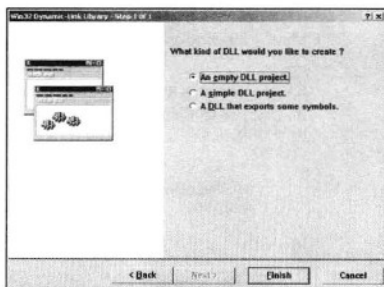 Win32 Dynamic-Link Library - Step 1 of 1
What kind of DLL would you like to create ?
An empty DLL project.
A simple DLL project.
A DLL that exports some symbols.
< Back
Next >
Finish
Cancel